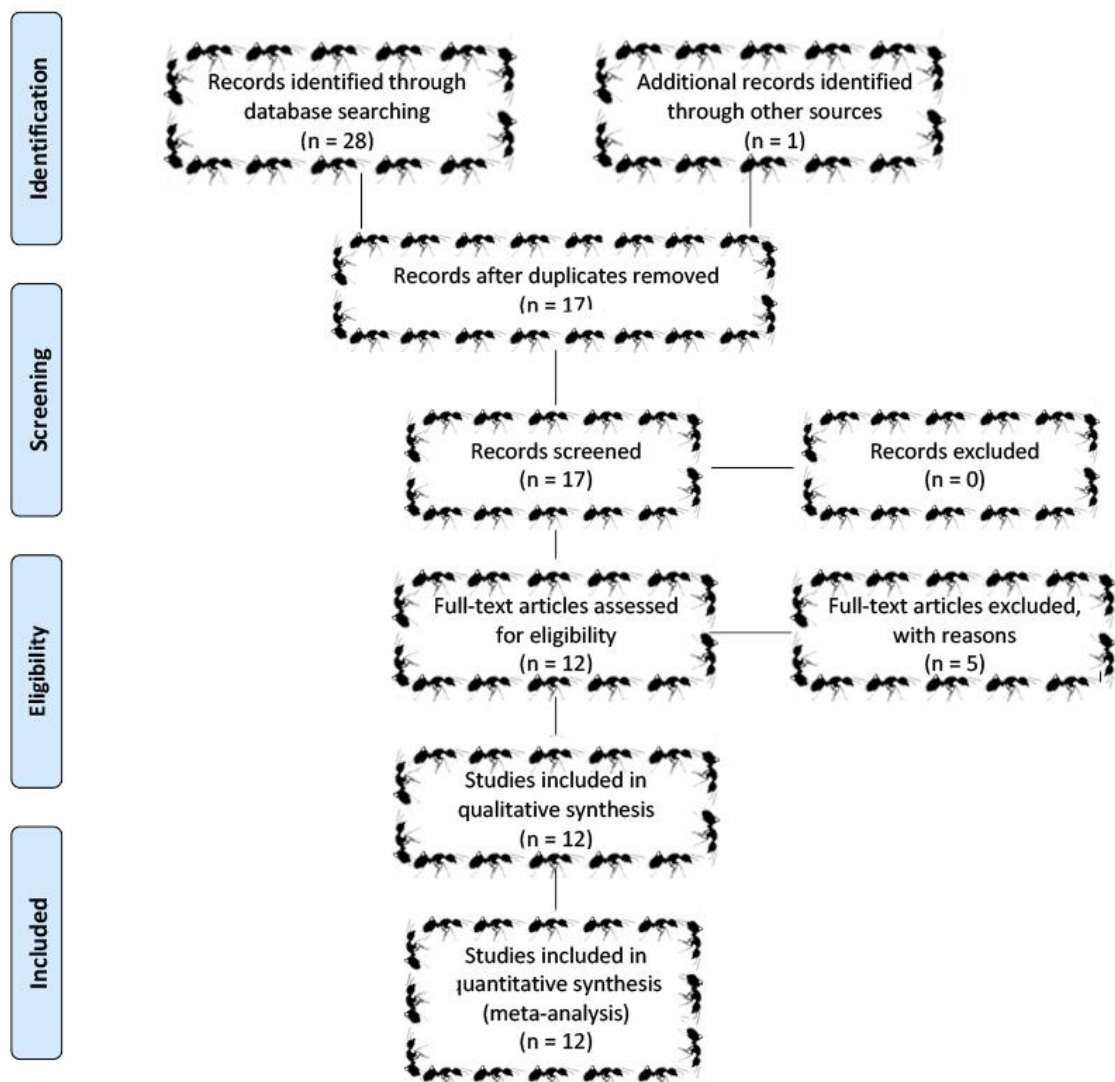 Identification
Records identified through
database searching
(n = 28)
Additional records identified
through other sources
(n = 1)
Records after duplicates removed
(n = 17)
Screening
Records screened
(n = 17)
Records excluded
(n = 0)
Eligibility
Full-text articles assessed
for eligibility
(n = 12)
Full-text articles excluded,
with reasons
(n = 5)
Studies included in
qualitative synthesis
(n = 12)
Included
Studies included in
quantitative synthesis
(meta-analysis)
(n = 12)